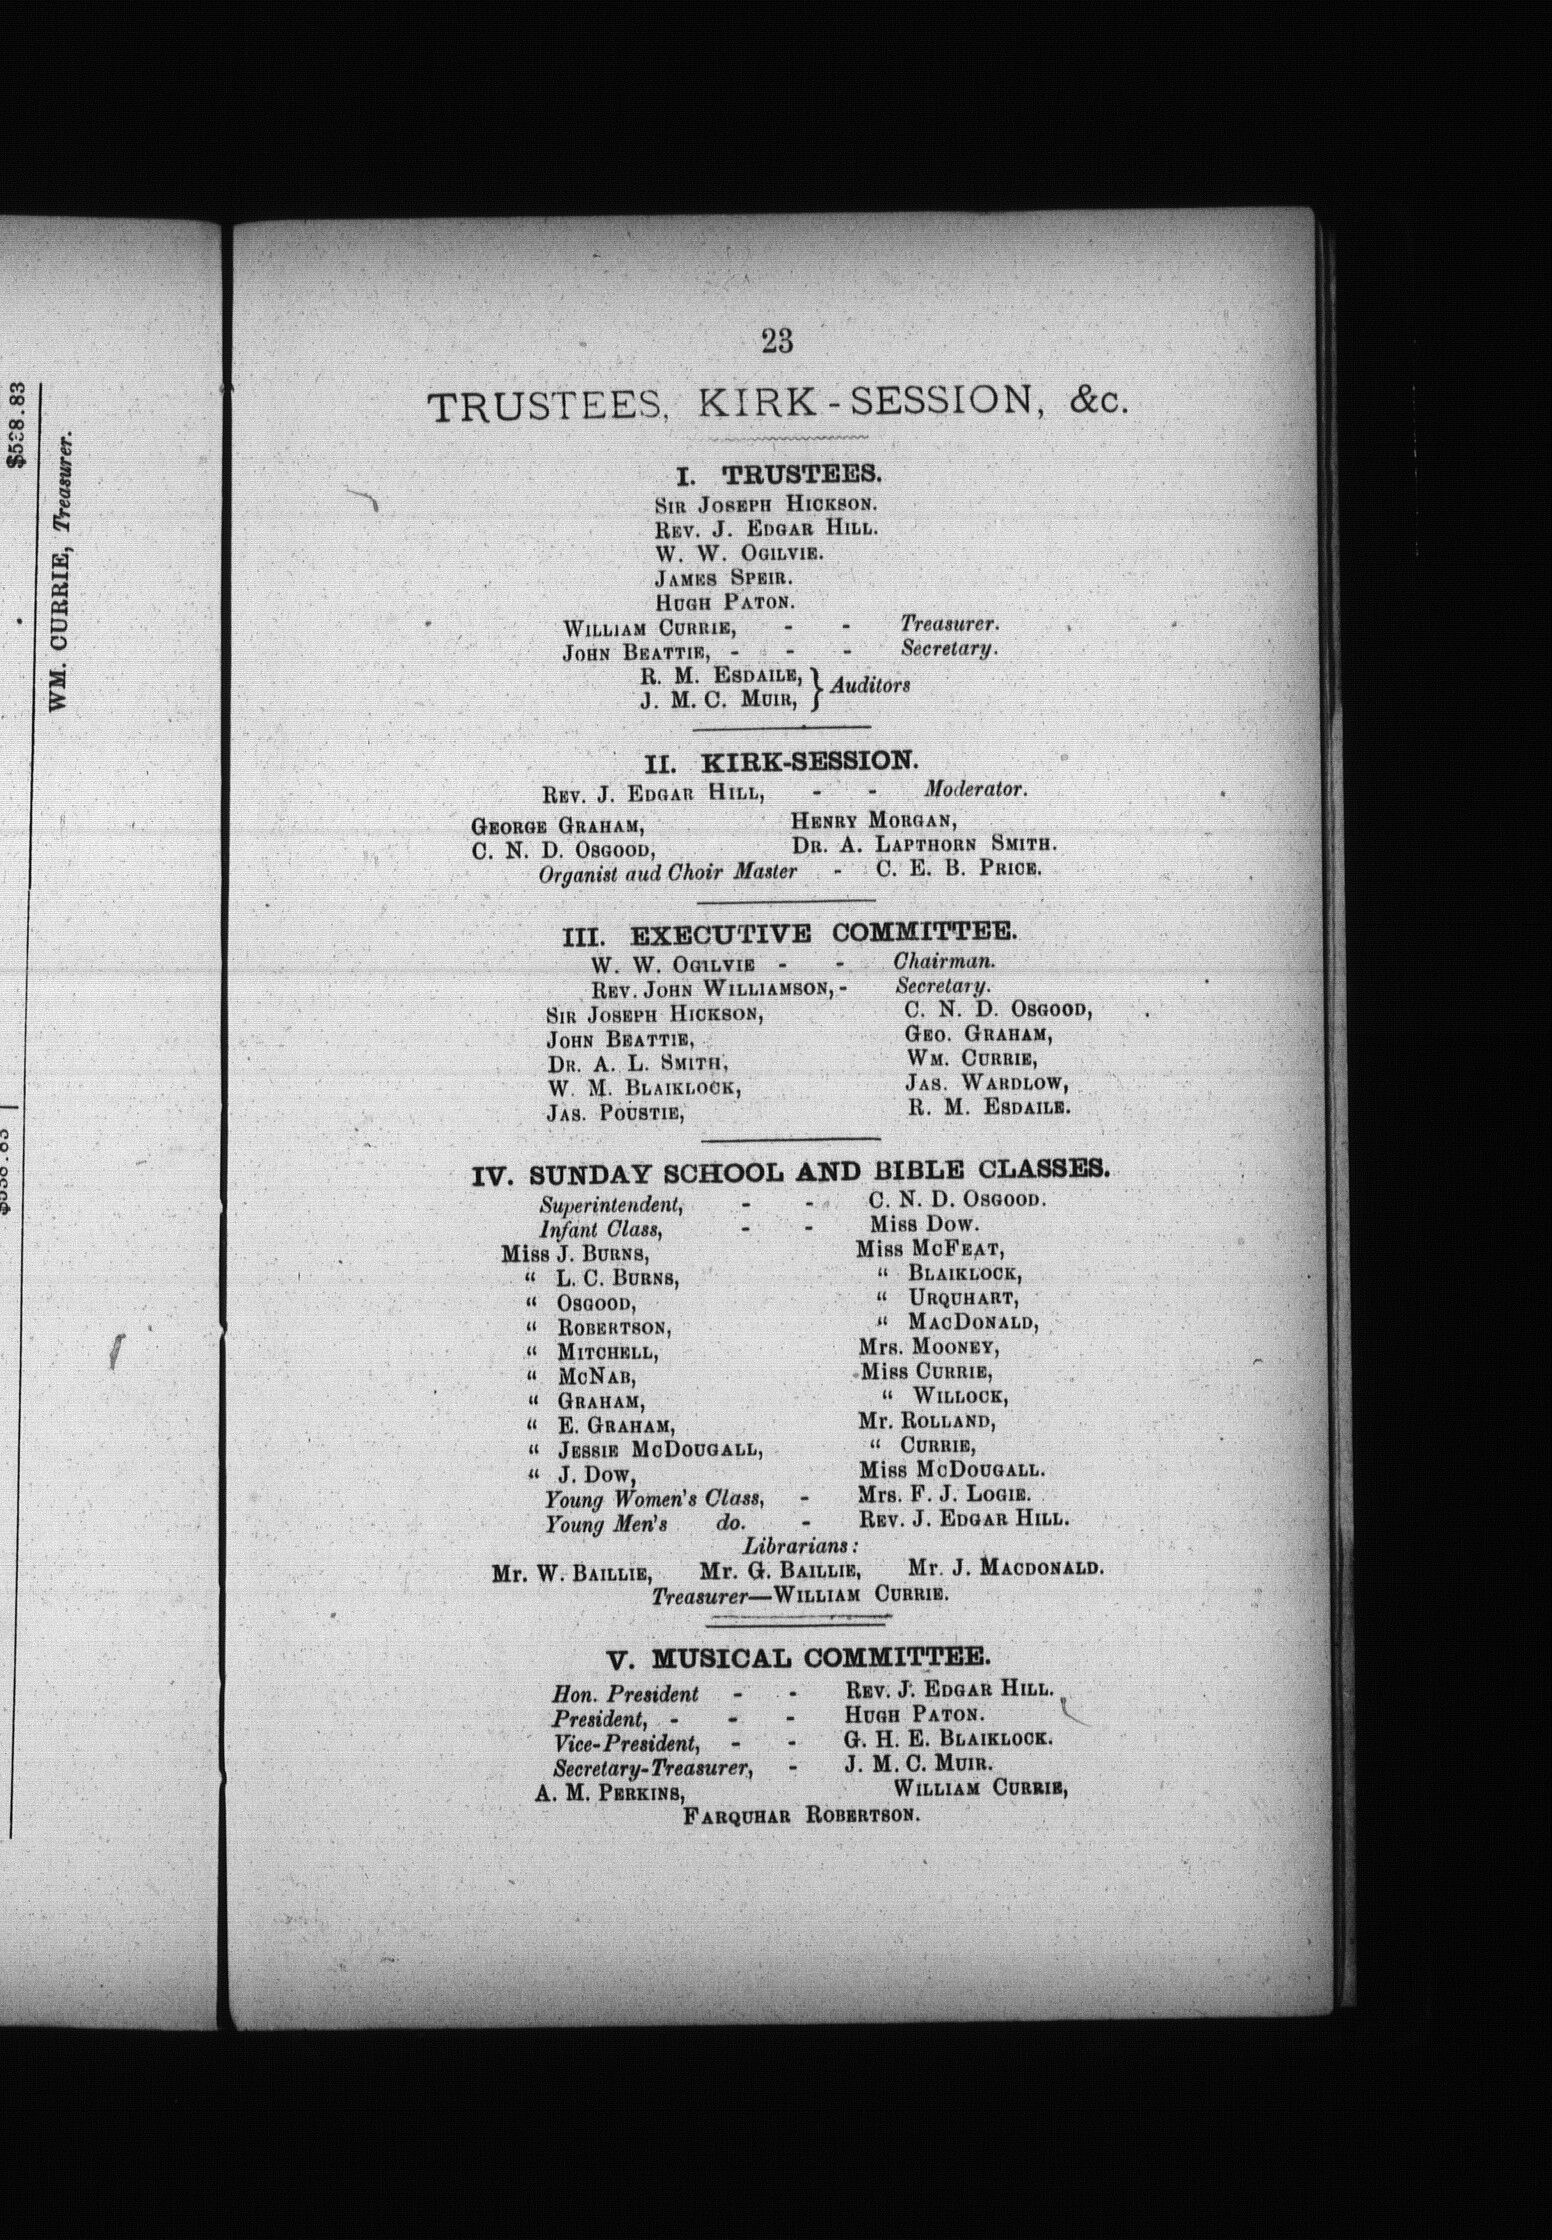 $538.83
WM. CURRIE, Treasurer.
23
TRUSTEES, KIRK-SESSION, &c.
I. TRUSTEES.
SIR JOSEPH HICKSON.
REV. J. EDGAR HILL.
W. W. OGILVIE.
JAMES SPEIR.
HUGH PATON.
WILLIAM CURRIE, - - Treasurer.
JOHN BEATTIE, - - - Secretary.
R. M. ESDAILE, } Auditors
J. M. C. MUIR,
II. KIRK-SESSION.
REV. J. EDGAR HILL, - - Moderator.
GEORGE GRAHAM, HENRY MORGAN,
C. N. D. OSGOOD, DR. A. LAPTHORN SMITH.
Organist aud Choir Master - C. E. B. PRICE.
III. EXECUTIVE COMMITTEE.
W. W. OGILVIE - - Chairman.
REV. JOHN WILLIAMSON, - Secretary.
SIR JOSEPH HICKSON, C. N. D. OSGOOD,
JOHN BEATTIE, GEO. GRAHAM,
DR. A. L. SMITH, WM. CURRIE,
W. M. BLAIKLOCK, JAS. WARDLOW,
JAS. POUSTIE, R. M. ESDAILE.
IV. SUNDAY SCHOOL AND BIBLE CLASSES.
Superintendent, - - C. N. D. OSGOOD.
Infant Class, - - Miss DOW.
Miss J. BURNS, Miss MCFEAT,
" L. C. BURNS, " BLAIKLOCK,
" OSGOOD, " URQUHART,
" ROBERTSON, " MACDONALD,
" MITCHELL, Mrs. MOONEY,
" MCNAB, Miss CURRIE,
" GRAHAM, " WILLOCK,
" E. GRAHAM, Mr. ROLLAND,
" JESSIE MCDOUGALL, " CURRIE,
" J. DOW, Miss MCDOUGALL.
Young Women's Class, - Mrs. F. J. LOGIE.
Young Men's do. - REV. J. EDGAR HILL.
Librarians:
Mr. W. BAILLIE, Mr. G. BAILLIE, Mr. J. MACDONALD.
Treasurer—WILLIAM CURRIE.
V. MUSICAL COMMITTEE.
Hon. President - - REV. J. EDGAR HILL.
President, - - - HUGH PATON.
Vice-President, - - G. H. E. BLAIKLOCK.
Secretary-Treasurer, - J. M. C. MUIR.
A. M. PERKINS, WILLIAM CURRIE,
FARQUHAR ROBERTSON.